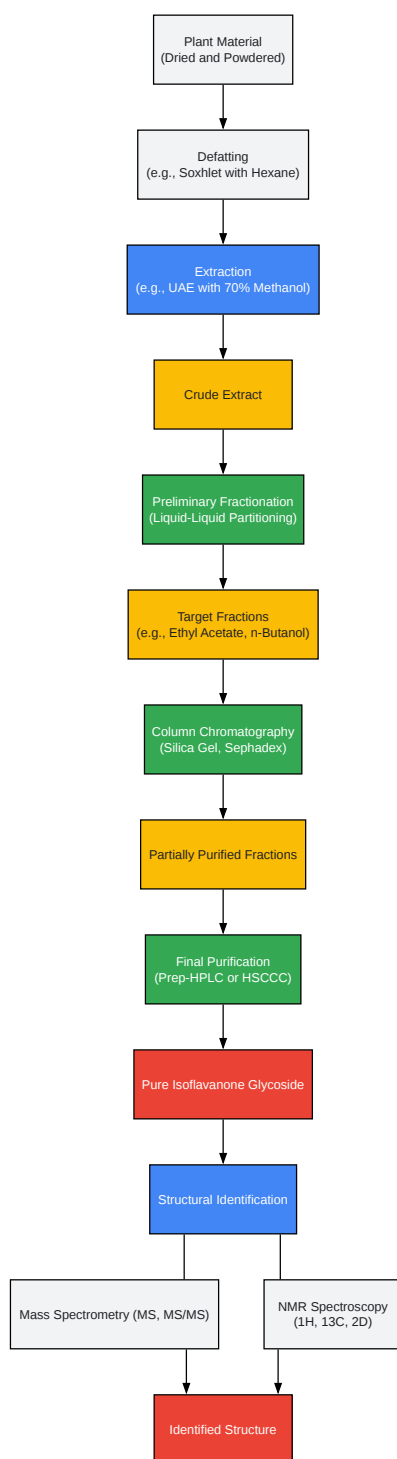 Plant Material
(Dried and Powdered)
Defatting
(e.g., Soxhlet with Hexane)
Extraction
(e.g., UAE with 70% Methanol)
Crude Extract
Preliminary Fractionation
(Liquid-Liquid Partitioning)
Target Fractions
(e.g., Ethyl Acetate, n-Butanol)
Column Chromatography
(Silica Gel, Sephadex)
Partially Purified Fractions
Final Purification
(Prep-HPLC or HSCCC)
Pure Isoflavanone Glycoside
Structural Identification
Mass Spectrometry (MS, MS/MS)
NMR Spectroscopy
(1H, 13C, 2D)
Identified Structure